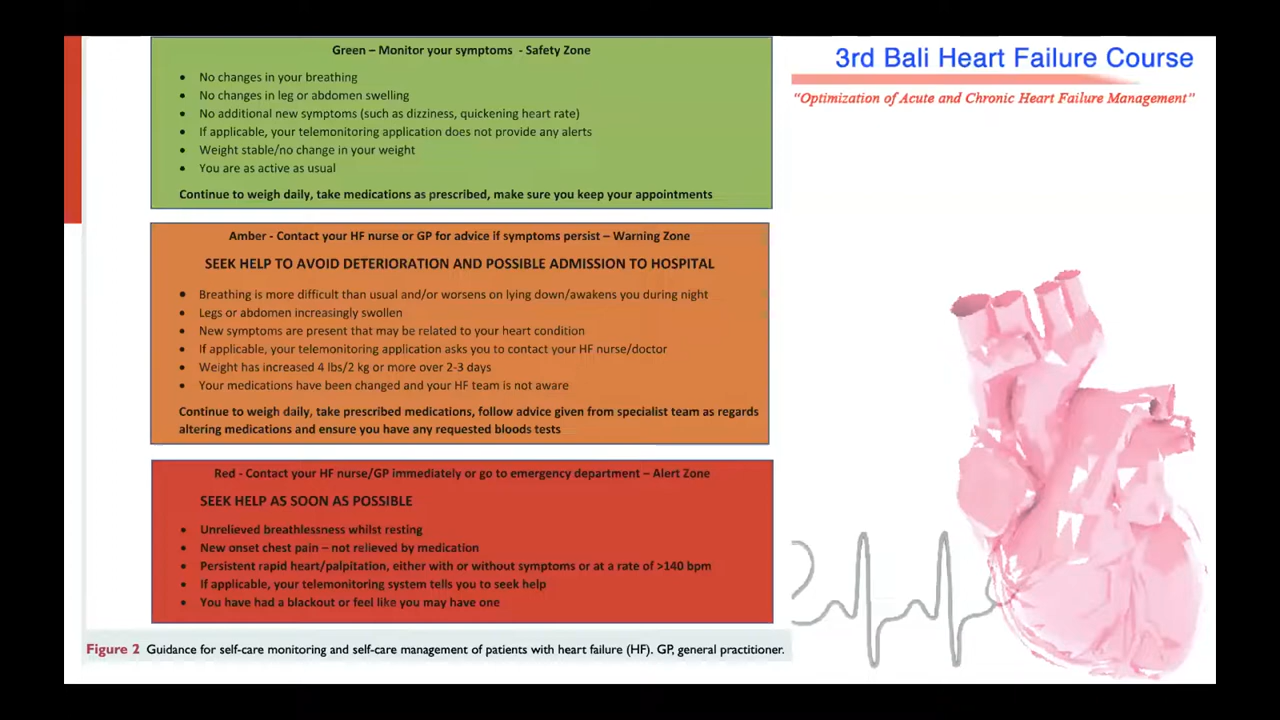 Green – Monitor your symptoms - Safety Zone
• No changes in your breathing
• No changes in leg or abdomen swelling
• No additional new symptoms (such as dizziness, quickening heart rate)
• If applicable, your telemonitoring application does not provide any alerts
• Weight stable/no change in your weight
• You are as active as usual
Continue to weigh daily, take medications as prescribed, make sure you keep your appointments
Amber - Contact your HF nurse or GP for advice if symptoms persist – Warning Zone
SEEK HELP TO AVOID DETERIORATION AND POSSIBLE ADMISSION TO HOSPITAL
• Breathing is more difficult than usual and/or worsens on lying down/awakens you during night
• Legs or abdomen increasingly swollen
• New symptoms are present that may be related to your heart condition
• If applicable, your telemonitoring application asks you to contact your HF nurse/doctor
• Weight has increased 4 lbs/2 kg or more over 2-3 days
• Your medications have been changed and your HF team is not aware
Continue to weigh daily, take prescribed medications, follow advice given from specialist team as regards
altering medications and ensure you have any requested bloods tests
Red - Contact your HF nurse/GP immediately or go to emergency department – Alert Zone
SEEK HELP AS SOON AS POSSIBLE
• Unrelieved breathlessness whilst resting
• New onset chest pain – not relieved by medication
• Persistent rapid heart/palpitation, either with or without symptoms or at a rate of >140 bpm
• If applicable, your telemonitoring system tells you to seek help
• You have had a blackout or feel like you may have one
Figure 2 Guidance for self-care monitoring and self-care management of patients with heart failure (HF). GP, general practitioner.
3rd Bali Heart Failure Course
"Optimization of Acute and Chronic Heart Failure Management"